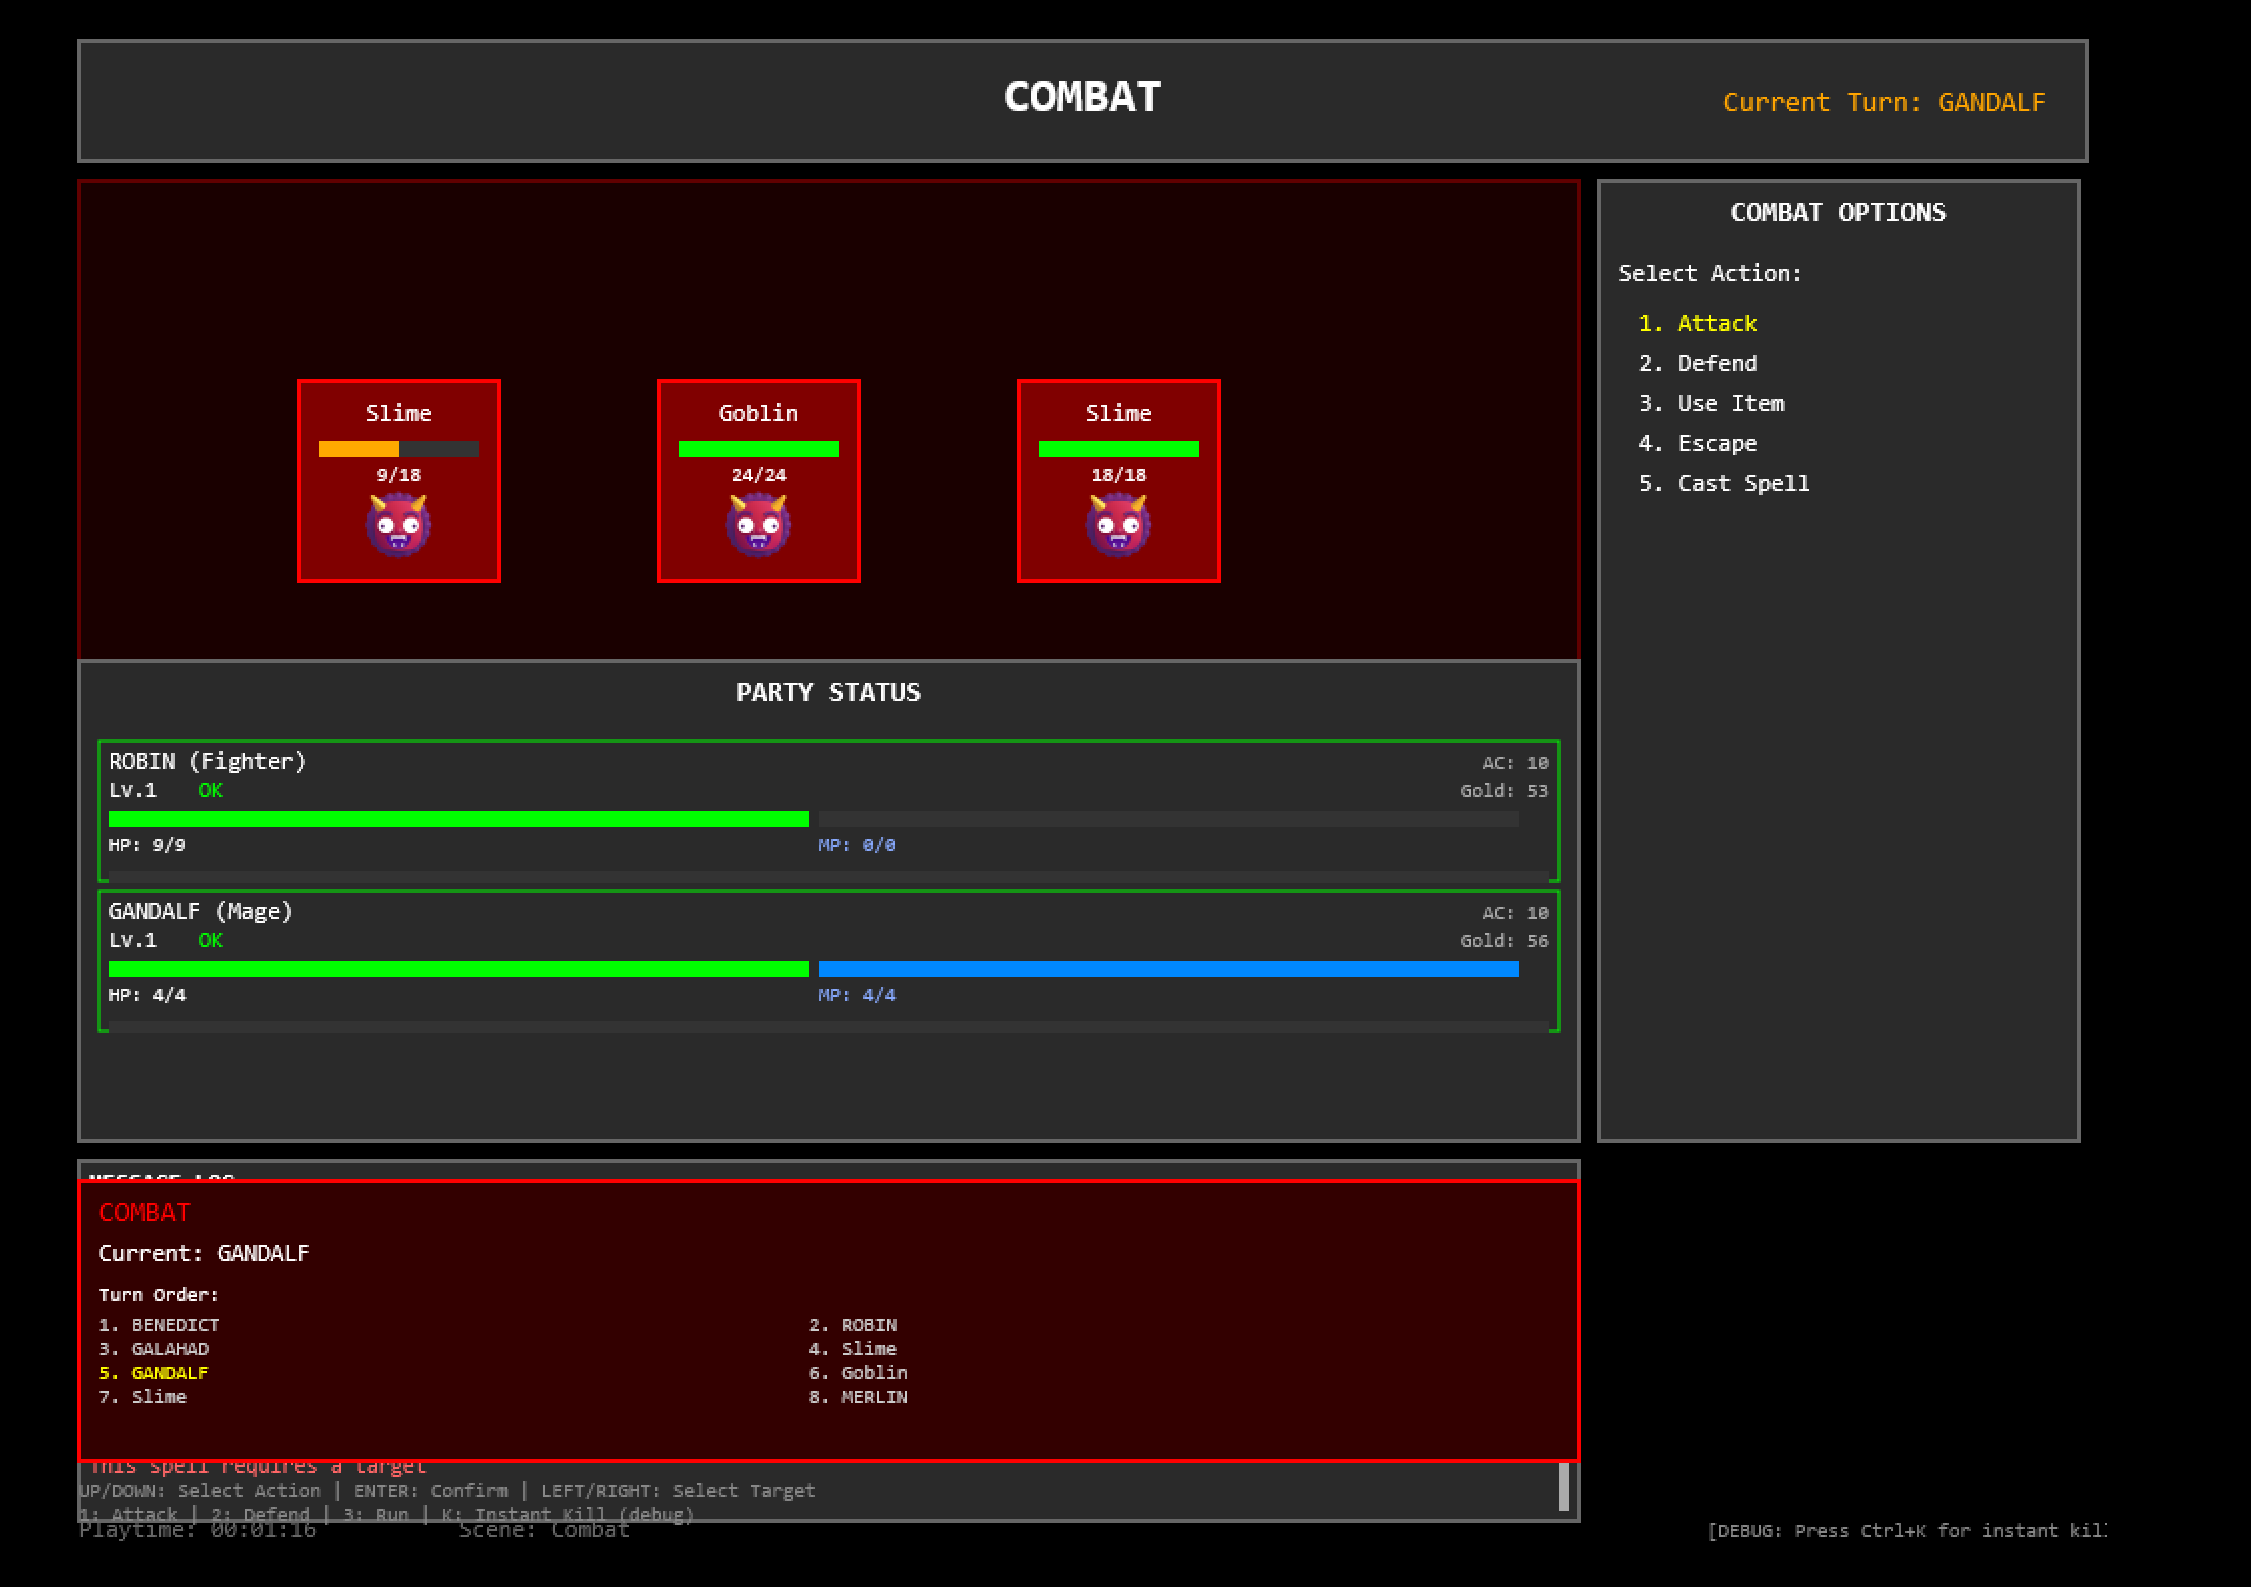 COMBAT
Current Turn: GANDALF
Slime
9/18
Goblin
24/24
Slime
18/18
COMBAT OPTIONS
Select Action:
1. Attack
2. Defend
3. Use Item
4. Escape
5. Cast Spell
PARTY STATUS
ROBIN (Fighter)
AC: 10
Lv.1 OK
Gold: 53
HP: 9/9
MP: 0/0
GANDALF (Mage)
AC: 10
Lv.1 OK
Gold: 56
HP: 4/4
MP: 4/4
MESSAGE LOG
COMBAT
Current: GANDALF
Turn Order:
1. BENEDICT
2. ROBIN
3. GALAHAD
4. Slime
5. GANDALF
6. Goblin
7. Slime
8. MERLIN
This spell requires a target
UP/DOWN: Select Action | ENTER: Confirm | LEFT/RIGHT: Select Target
1: Attack | 2: Defend | 3: Run | K: Instant Kill (debug)
Playtime: 00:01:16
Scene: Combat
[DEBUG: Press Ctrl+K for instant kil